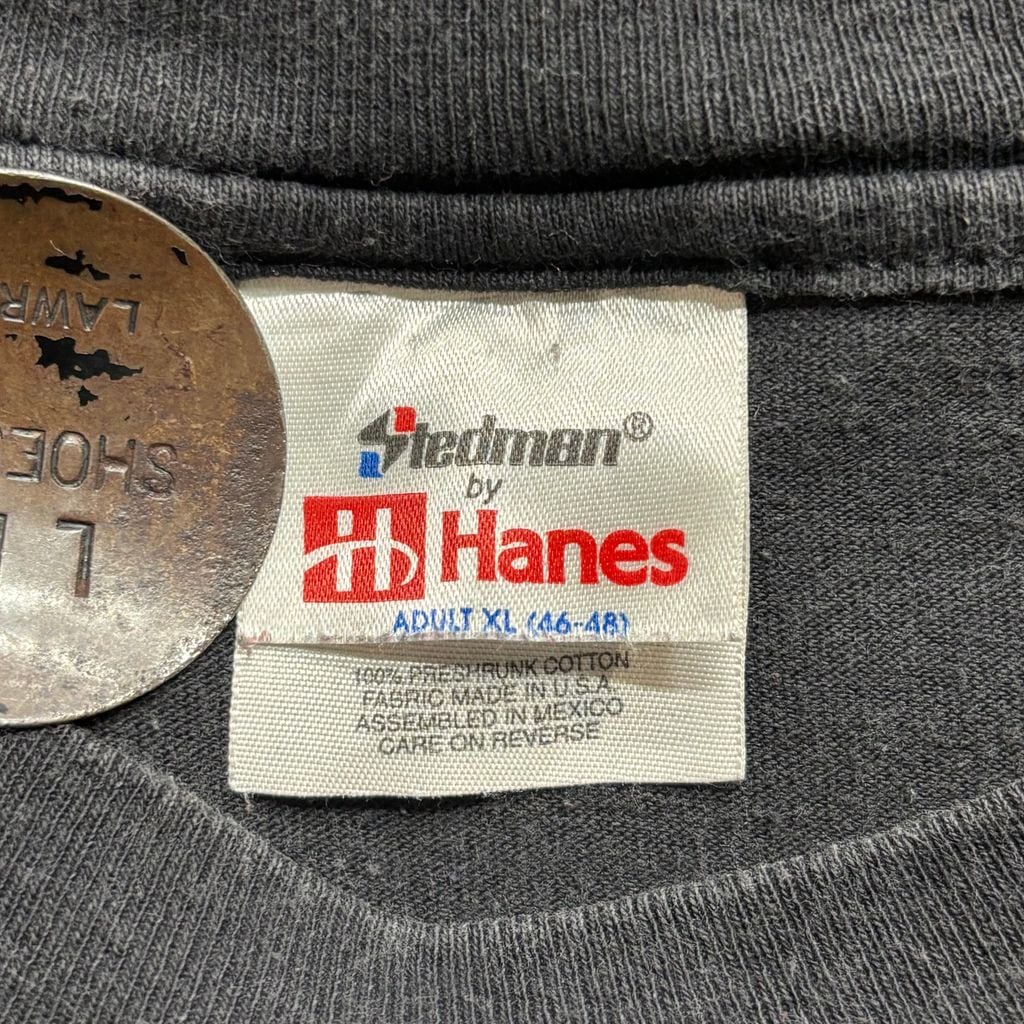 Stedman®
by
H Hanes
ADULT XL (46-48)
100% PRESHRUNK COTTON
FABRIC MADE IN U.S.A.
ASSEMBLED IN MEXICO
CARE ON REVERSE
SHOE